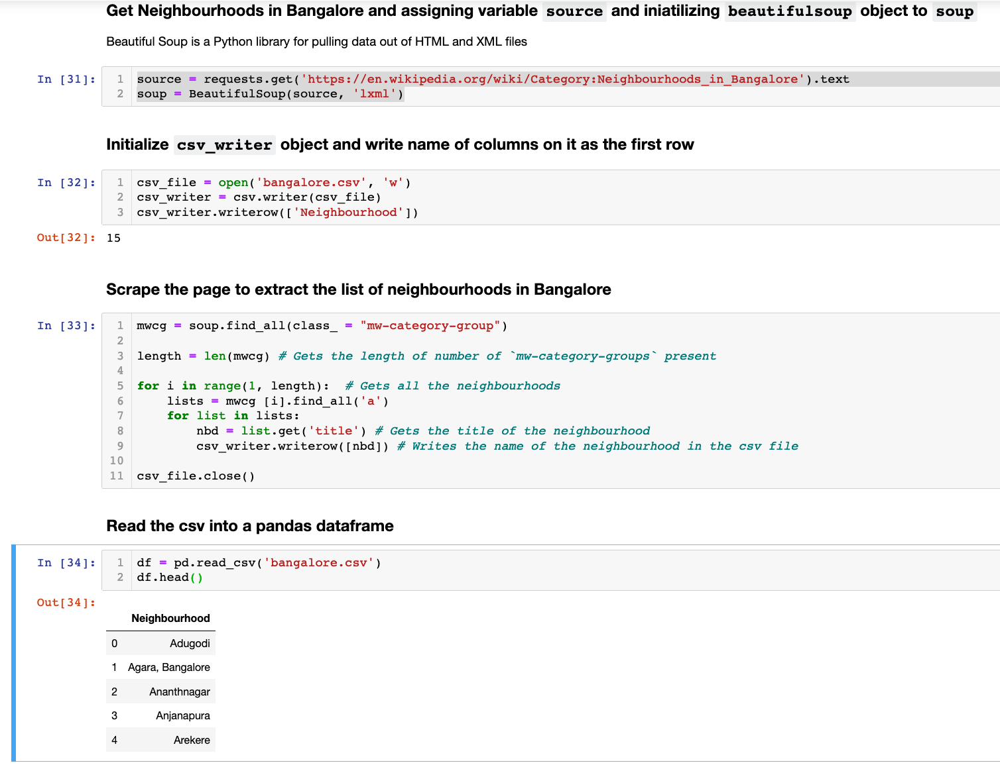 Get Neighbourhoods in Bangalore and assigning variable source and iniatilizing beautifulsoup object to soup
Beautiful Soup is a Python library for pulling data out of HTML and XML files
In [31]:
1 source = requests.get('https://en.wikipedia.org/wiki/Category:Neighbourhoods_in_Bangalore').text
2 soup = BeautifulSoup(source, 'lxml')
Initialize csv_writer object and write name of columns on it as the first row
In [32]:
1 csv_file = open('bangalore.csv', 'w')
2 csv_writer = csv.writer(csv_file)
3 csv_writer.writerow(['Neighbourhood'])
Out[32]: 15
Scrape the page to extract the list of neighbourhoods in Bangalore
In [33]:
1 mwcg = soup.find_all(class_ = "mw-category-group")
2
3 length = len(mwcg) # Gets the length of number of `mw-category-groups` present
4
5 for i in range(1, length):  # Gets all the neighbourhoods
6     lists = mwcg [i].find_all('a')
7     for list in lists:
8         nbd = list.get('title') # Gets the title of the neighbourhood
9         csv_writer.writerow([nbd]) # Writes the name of the neighbourhood in the csv file
10
11 csv_file.close()
Read the csv into a pandas dataframe
In [34]:
1 df = pd.read_csv('bangalore.csv')
2 df.head()
Out[34]:
Neighbourhood
0 Adugodi
1 Agara, Bangalore
2 Ananthnagar
3 Anjanapura
4 Arekere